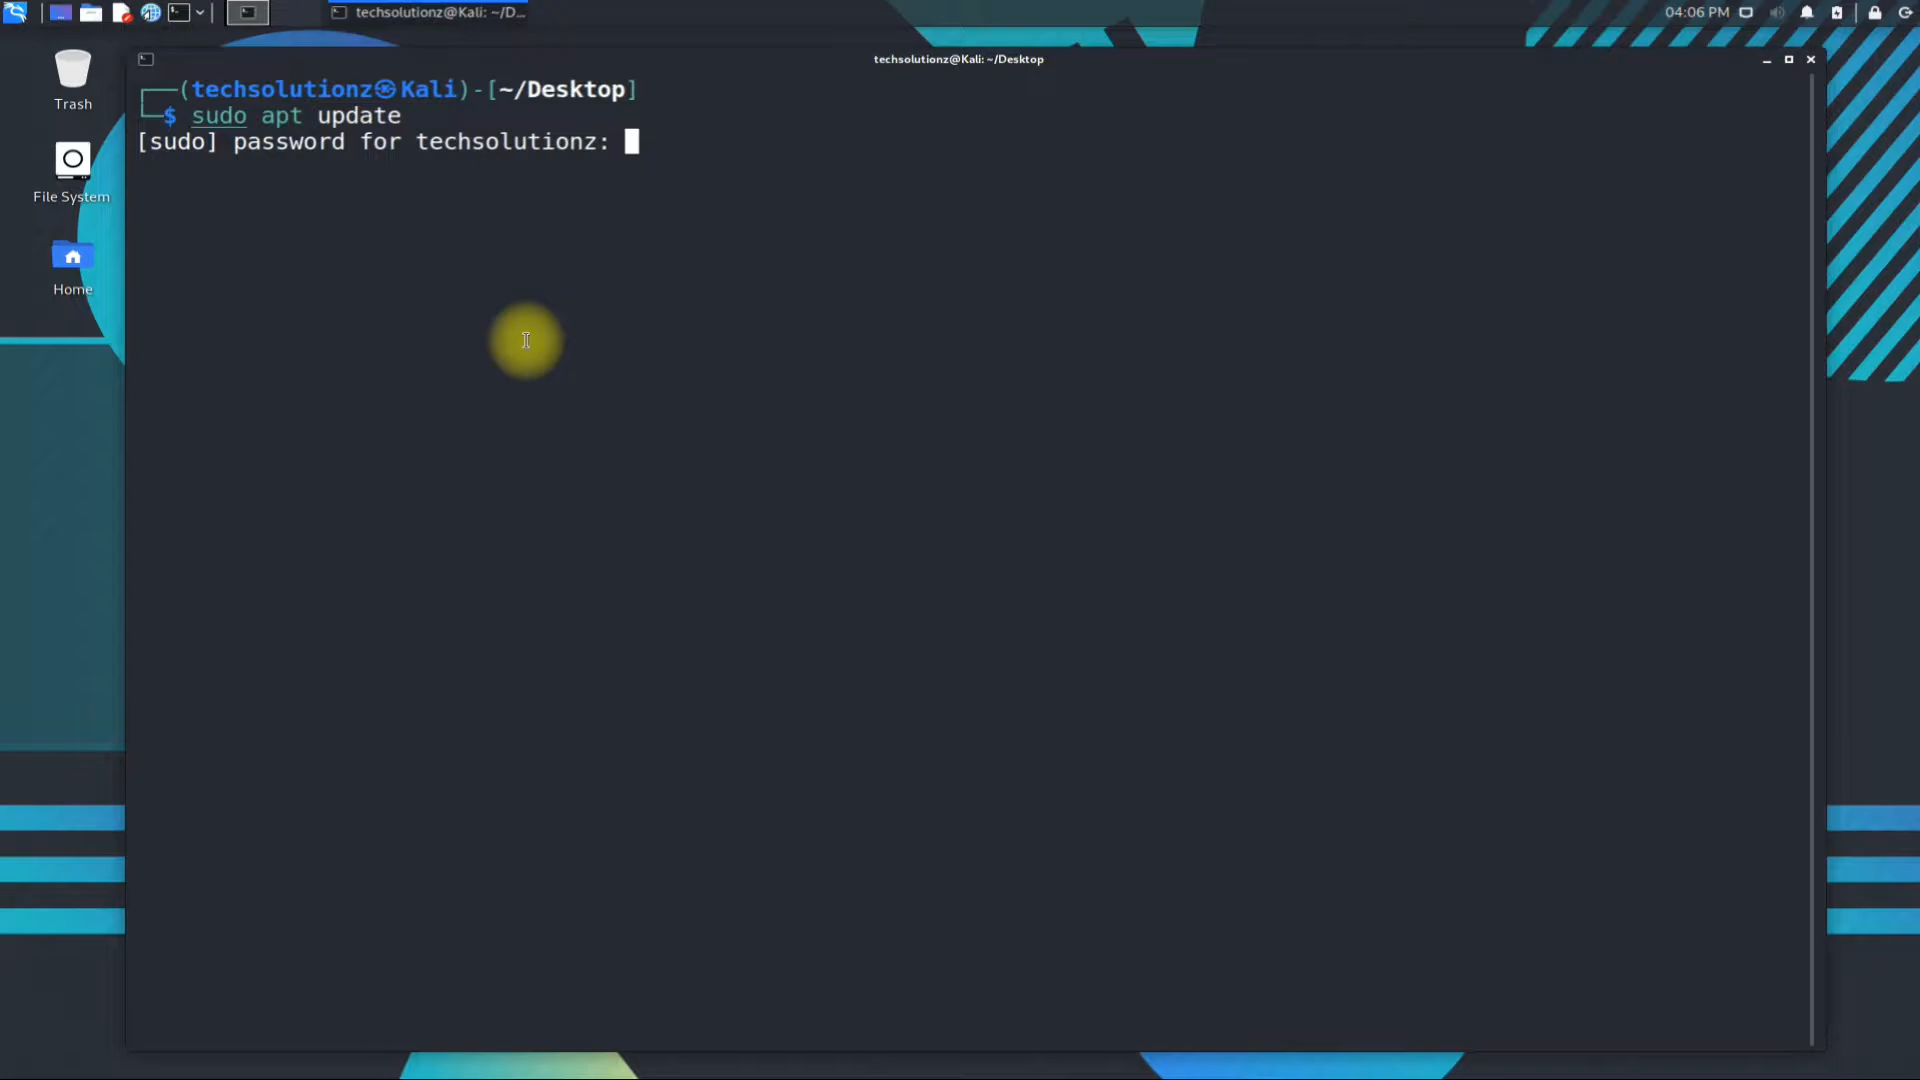 techsolutionz@Kali: ~/D...
04:06 PM
techsolutionz@Kali: ~/Desktop
Trash
File System
Home
(techsolutionz㉿Kali)-[~/Desktop]
$ sudo apt update
[sudo] password for techsolutionz: